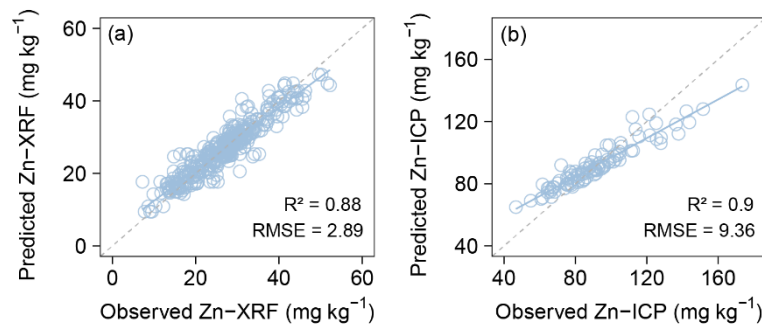 (a)
Predicted Zn−XRF (mg kg⁻¹)
60
40
20
0
R² = 0.88
RMSE = 2.89
0 20 40 60
Observed Zn−XRF (mg kg⁻¹)
(b)
Predicted Zn−ICP (mg kg⁻¹)
160
120
80
40
R² = 0.9
RMSE = 9.36
40 80 120 160
Observed Zn−ICP (mg kg⁻¹)